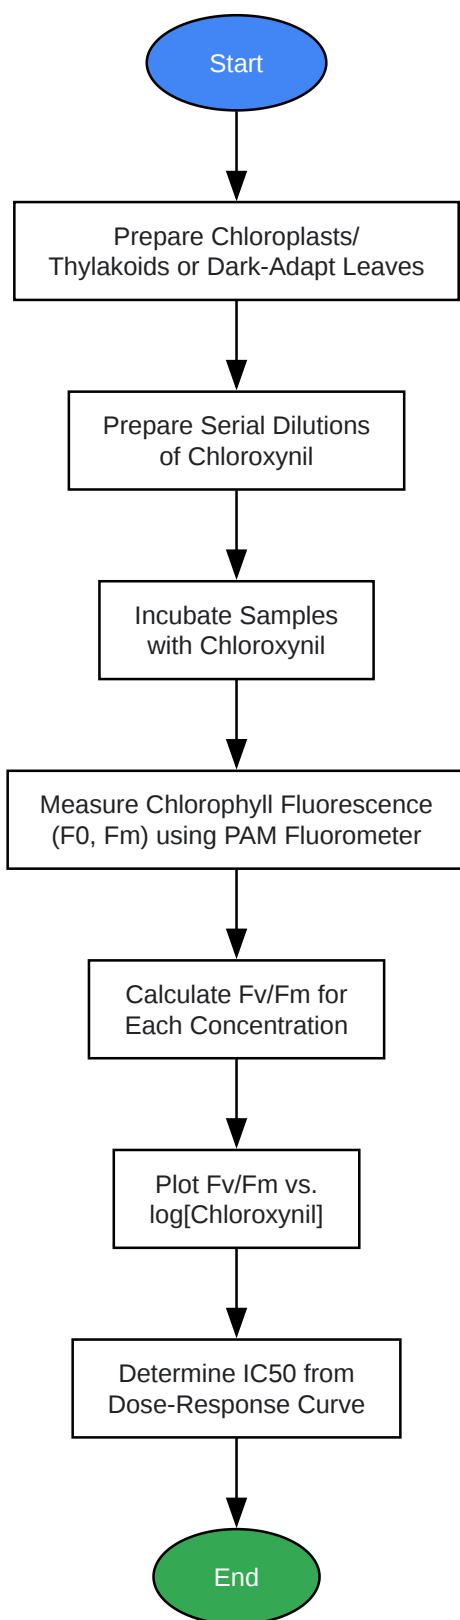 Start
Prepare Chloroplasts/
Thylakoids or Dark-Adapt Leaves
Prepare Serial Dilutions
of Chloroxynil
Incubate Samples
with Chloroxynil
Measure Chlorophyll Fluorescence
(F0, Fm) using PAM Fluorometer
Calculate Fv/Fm for
Each Concentration
Plot Fv/Fm vs.
log[Chloroxynil]
Determine IC50 from
Dose-Response Curve
End